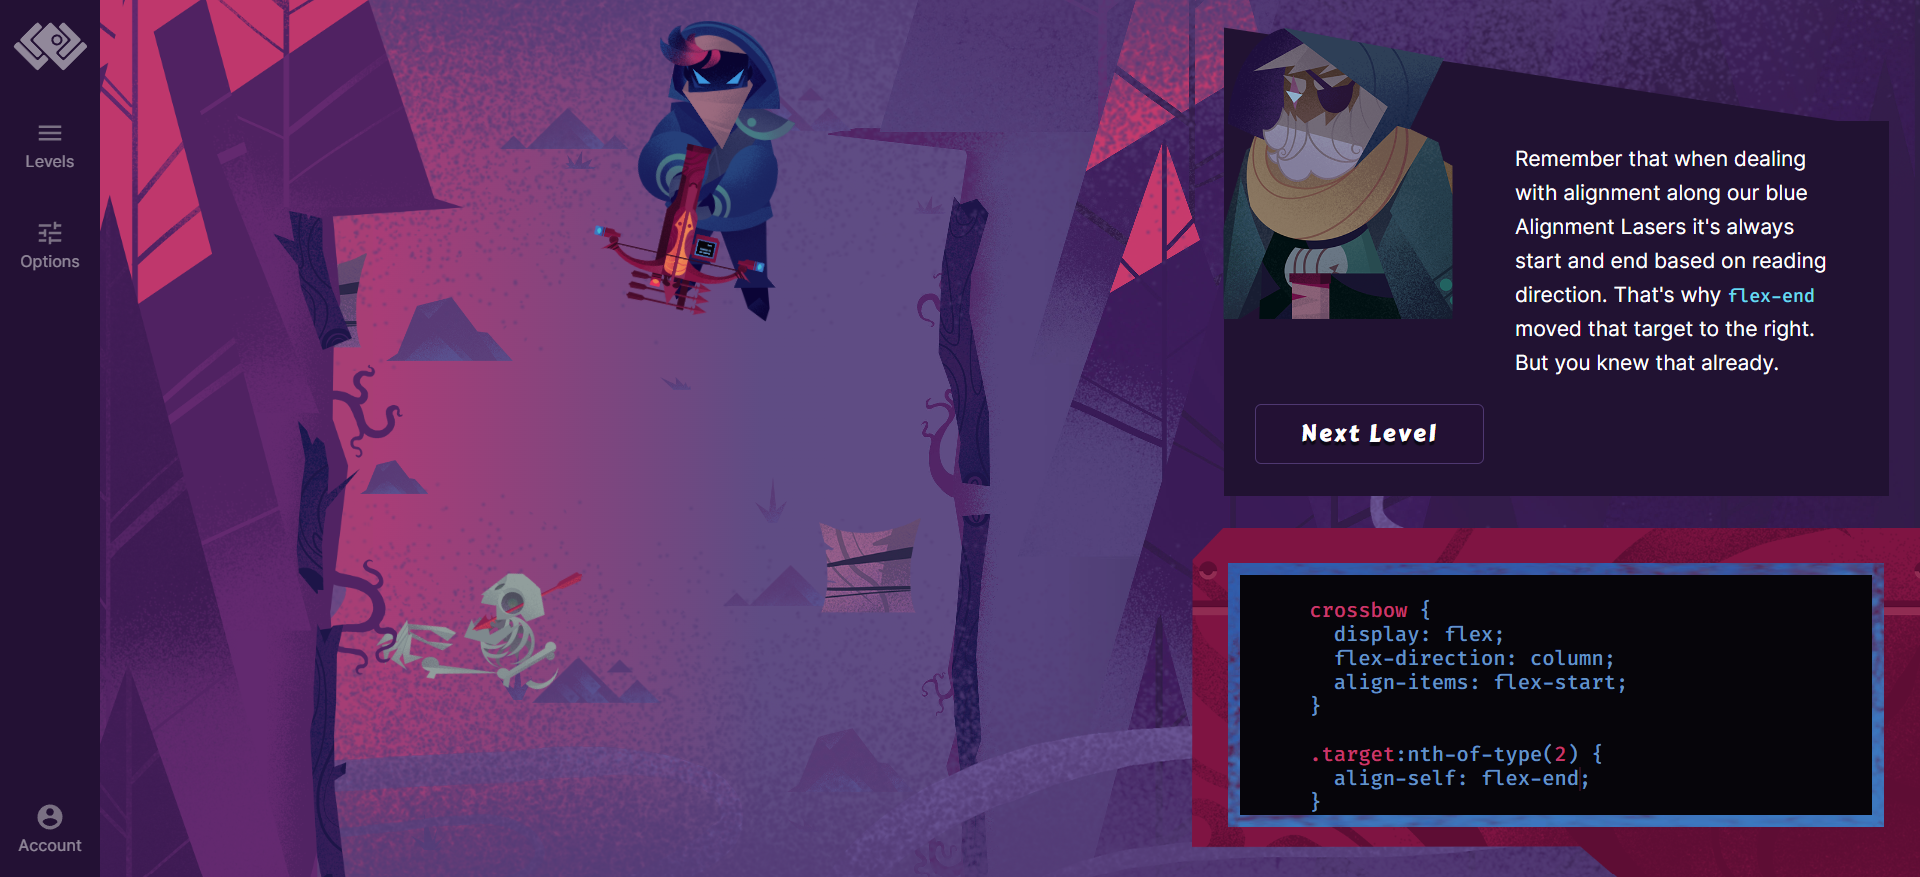 Levels
Options
Account
Remember that when dealing
with alignment along our blue
Alignment Lasers it's always
start and end based on reading
direction. That's why flex-end
moved that target to the right.
But you knew that already.
Next Level
crossbow {
  display: flex;
  flex-direction: column;
  align-items: flex-start;
}
.target:nth-of-type(2) {
  align-self: flex-end;
}